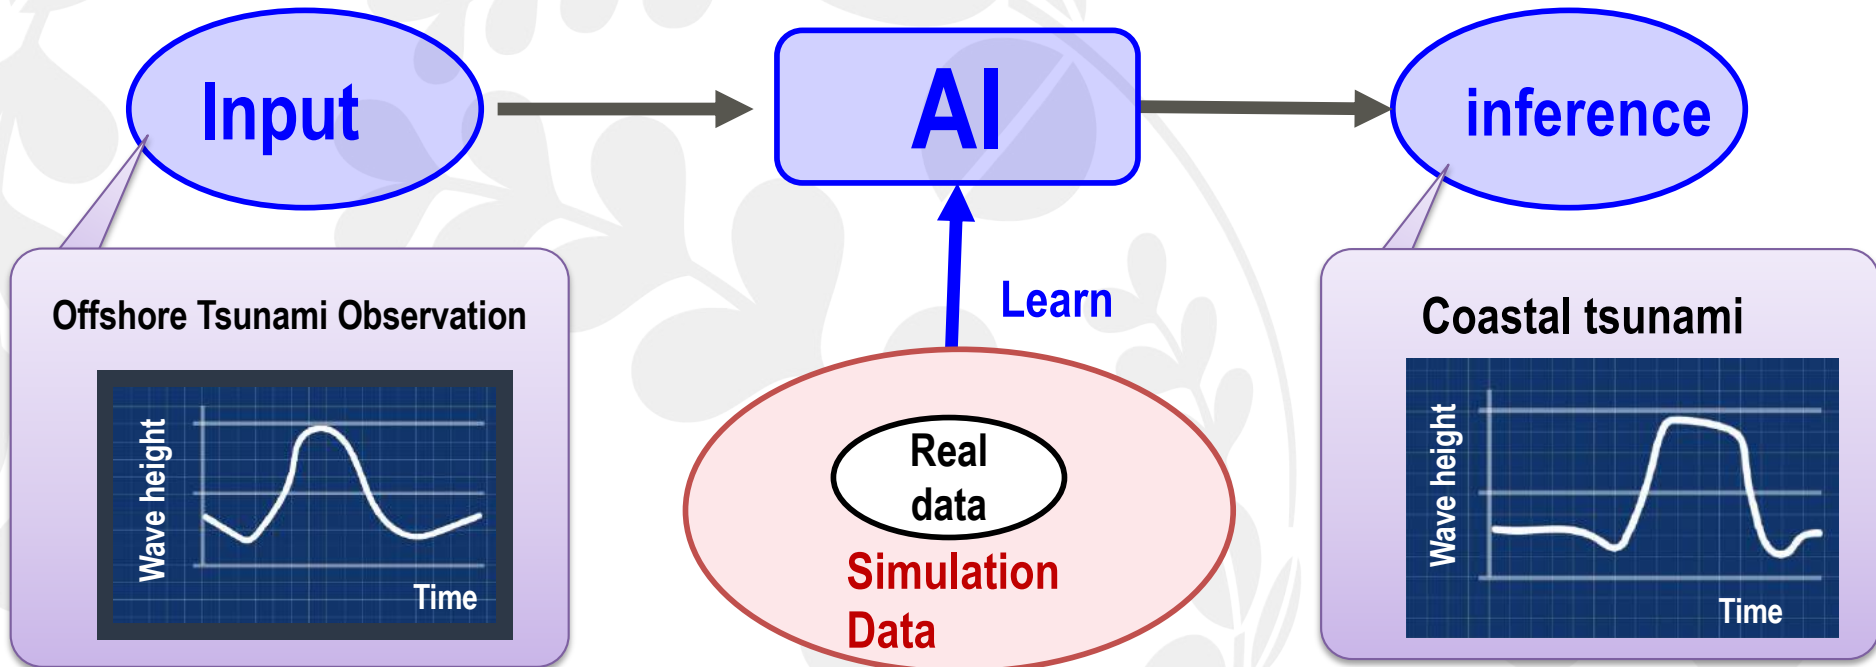 Input
AI
inference
Offshore Tsunami Observation
Wave height
Time
Learn
Real
data
Simulation
Data
Coastal tsunami
Wave height
Time